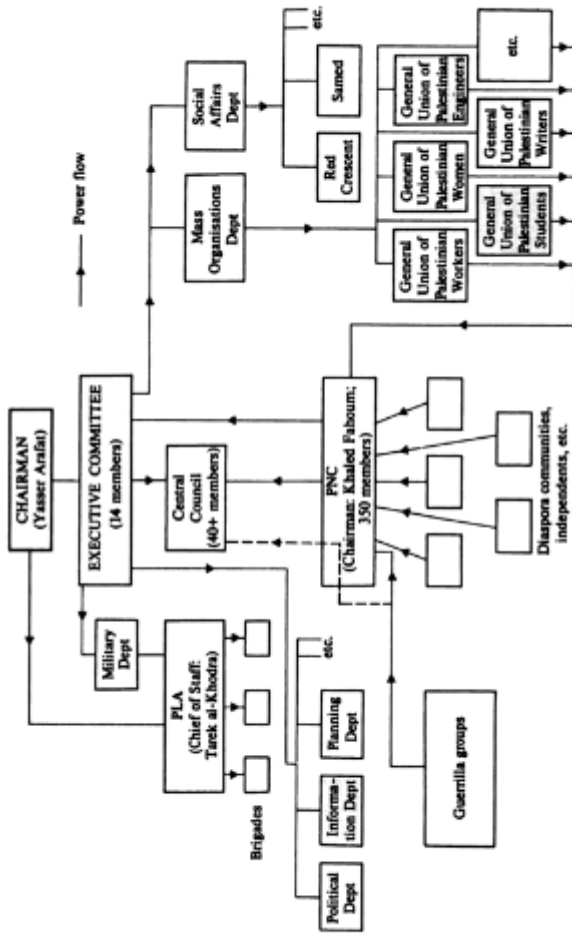 Power flow
CHAIRMAN
(Yasser Arafat)
EXECUTIVE COMMITTEE
(14 members)
Military
Dept
PLA
(Chief of Staff:
Tarek al-Khodra)
Brigades
Central
Council
(40+ members)
Mass
Organisations
Dept
Social
Affairs
Dept
Red
Crescent
Samed
etc.
Political
Dept
Informa-
tion Dept
Planning
Dept
etc.
PNC
(Chairman: Khaled Fahoum;
350 members)
General
Union of
Palestinian
Workers
General
Union of
Palestinian
Women
General
Union of
Palestinian
Engineers
General
Union of
Palestinian
Students
General
Union of
Palestinian
Writers
etc.
Guerrilla groups
Diaspora communities,
independents, etc.